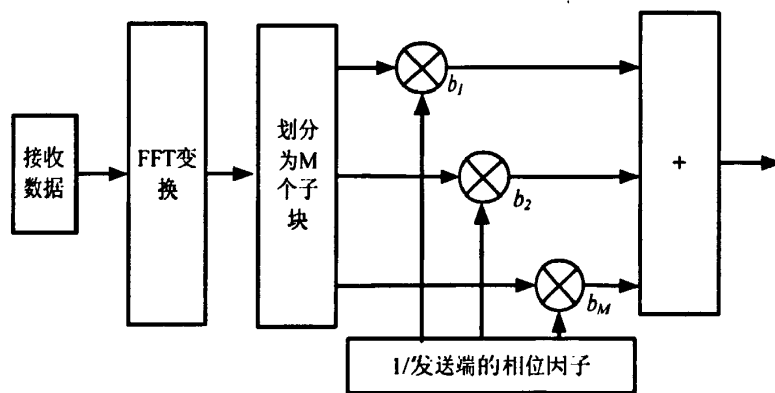 接收
数据
FFT变
换
划分
为M
个子
块
b₁
b₂
b_M
+
1/发送端的相位因子